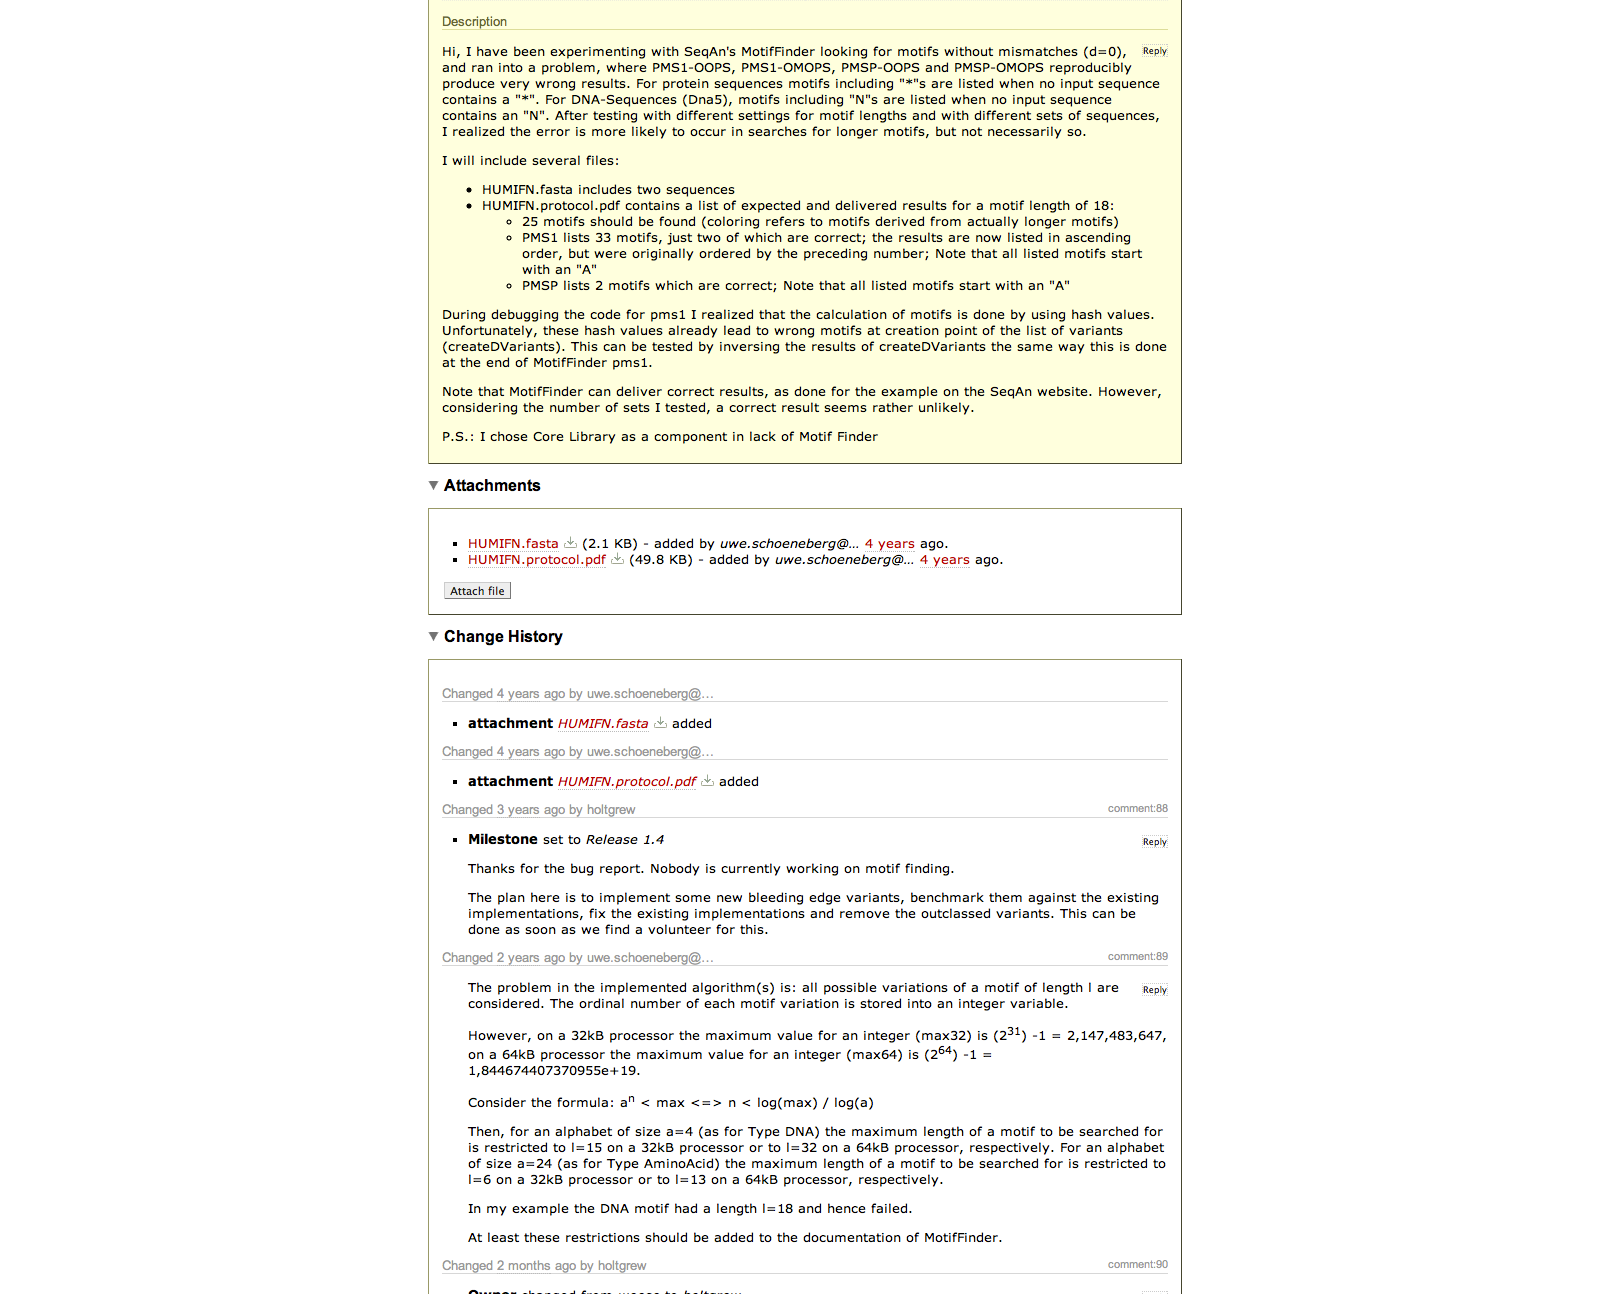 Description
Hi, I have been experimenting with SeqAn's MotifFinder looking for motifs without mismatches (d=0), Reply
and ran into a problem, where PMS1-OOPS, PMS1-OMOPS, PMSP-OOPS and PMSP-OMOPS reproducibly
produce very wrong results. For protein sequences motifs including "*"s are listed when no input sequence
contains a "*". For DNA-Sequences (Dna5), motifs including "N"s are listed when no input sequence
contains an "N". After testing with different settings for motif lengths and with different sets of sequences,
I realized the error is more likely to occur in searches for longer motifs, but not necessarily so.
I will include several files:
• HUMIFN.fasta includes two sequences
• HUMIFN.protocol.pdf contains a list of expected and delivered results for a motif length of 18:
◦ 25 motifs should be found (coloring refers to motifs derived from actually longer motifs)
◦ PMS1 lists 33 motifs, just two of which are correct; the results are now listed in ascending
order, but were originally ordered by the preceding number; Note that all listed motifs start
with an "A"
◦ PMSP lists 2 motifs which are correct; Note that all listed motifs start with an "A"
During debugging the code for pms1 I realized that the calculation of motifs is done by using hash values.
Unfortunately, these hash values already lead to wrong motifs at creation point of the list of variants
(createDVariants). This can be tested by inversing the results of createDVariants the same way this is done
at the end of MotifFinder pms1.
Note that MotifFinder can deliver correct results, as done for the example on the SeqAn website. However,
considering the number of sets I tested, a correct result seems rather unlikely.
P.S.: I chose Core Library as a component in lack of Motif Finder
▼ Attachments
▪ HUMIFN.fasta (2.1 KB) - added by uwe.schoeneberg@… 4 years ago.
▪ HUMIFN.protocol.pdf (49.8 KB) - added by uwe.schoeneberg@… 4 years ago.
Attach file
▼ Change History
Changed 4 years ago by uwe.schoeneberg@…
▪ attachment HUMIFN.fasta added
Changed 4 years ago by uwe.schoeneberg@…
▪ attachment HUMIFN.protocol.pdf added
Changed 3 years ago by holtgrew comment:88
▪ Milestone set to Release 1.4 Reply
Thanks for the bug report. Nobody is currently working on motif finding.
The plan here is to implement some new bleeding edge variants, benchmark them against the existing
implementations, fix the existing implementations and remove the outclassed variants. This can be
done as soon as we find a volunteer for this.
Changed 2 years ago by uwe.schoeneberg@… comment:89
The problem in the implemented algorithm(s) is: all possible variations of a motif of length l are Reply
considered. The ordinal number of each motif variation is stored into an integer variable.
However, on a 32kB processor the maximum value for an integer (max32) is (2^31) -1 = 2,147,483,647,
on a 64kB processor the maximum value for an integer (max64) is (2^64) -1 =
1,844674407370955e+19.
Consider the formula: a^n < max <=> n < log(max) / log(a)
Then, for an alphabet of size a=4 (as for Type DNA) the maximum length of a motif to be searched for
is restricted to l=15 on a 32kB processor or to l=32 on a 64kB processor, respectively. For an alphabet
of size a=24 (as for Type AminoAcid) the maximum length of a motif to be searched for is restricted to
l=6 on a 32kB processor or to l=13 on a 64kB processor, respectively.
In my example the DNA motif had a length l=18 and hence failed.
At least these restrictions should be added to the documentation of MotifFinder.
Changed 2 months ago by holtgrew comment:90